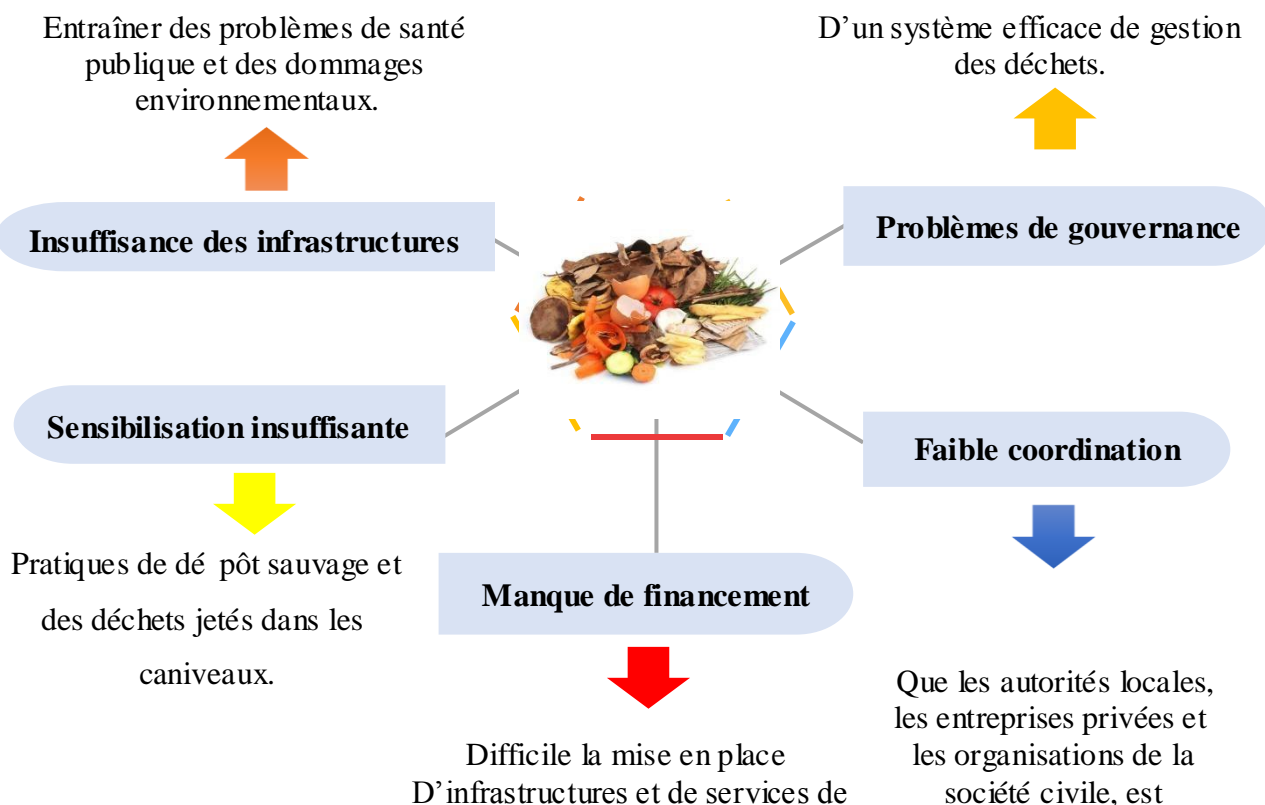 Entraîner des problèmes de santé
publique et des dommages
environnementaux.
D’un système efficace de gestion
des déchets.
Insuffisance des infrastructures
Problèmes de gouvernance
Sensibilisation insuffisante
Faible coordination
Pratiques de dé pôt sauvage et
des déchets jetés dans les
caniveaux.
Manque de financement
Que les autorités locales,
les entreprises privées et
les organisations de la
société civile, est
Difficile la mise en place
D’infrastructures et de services de